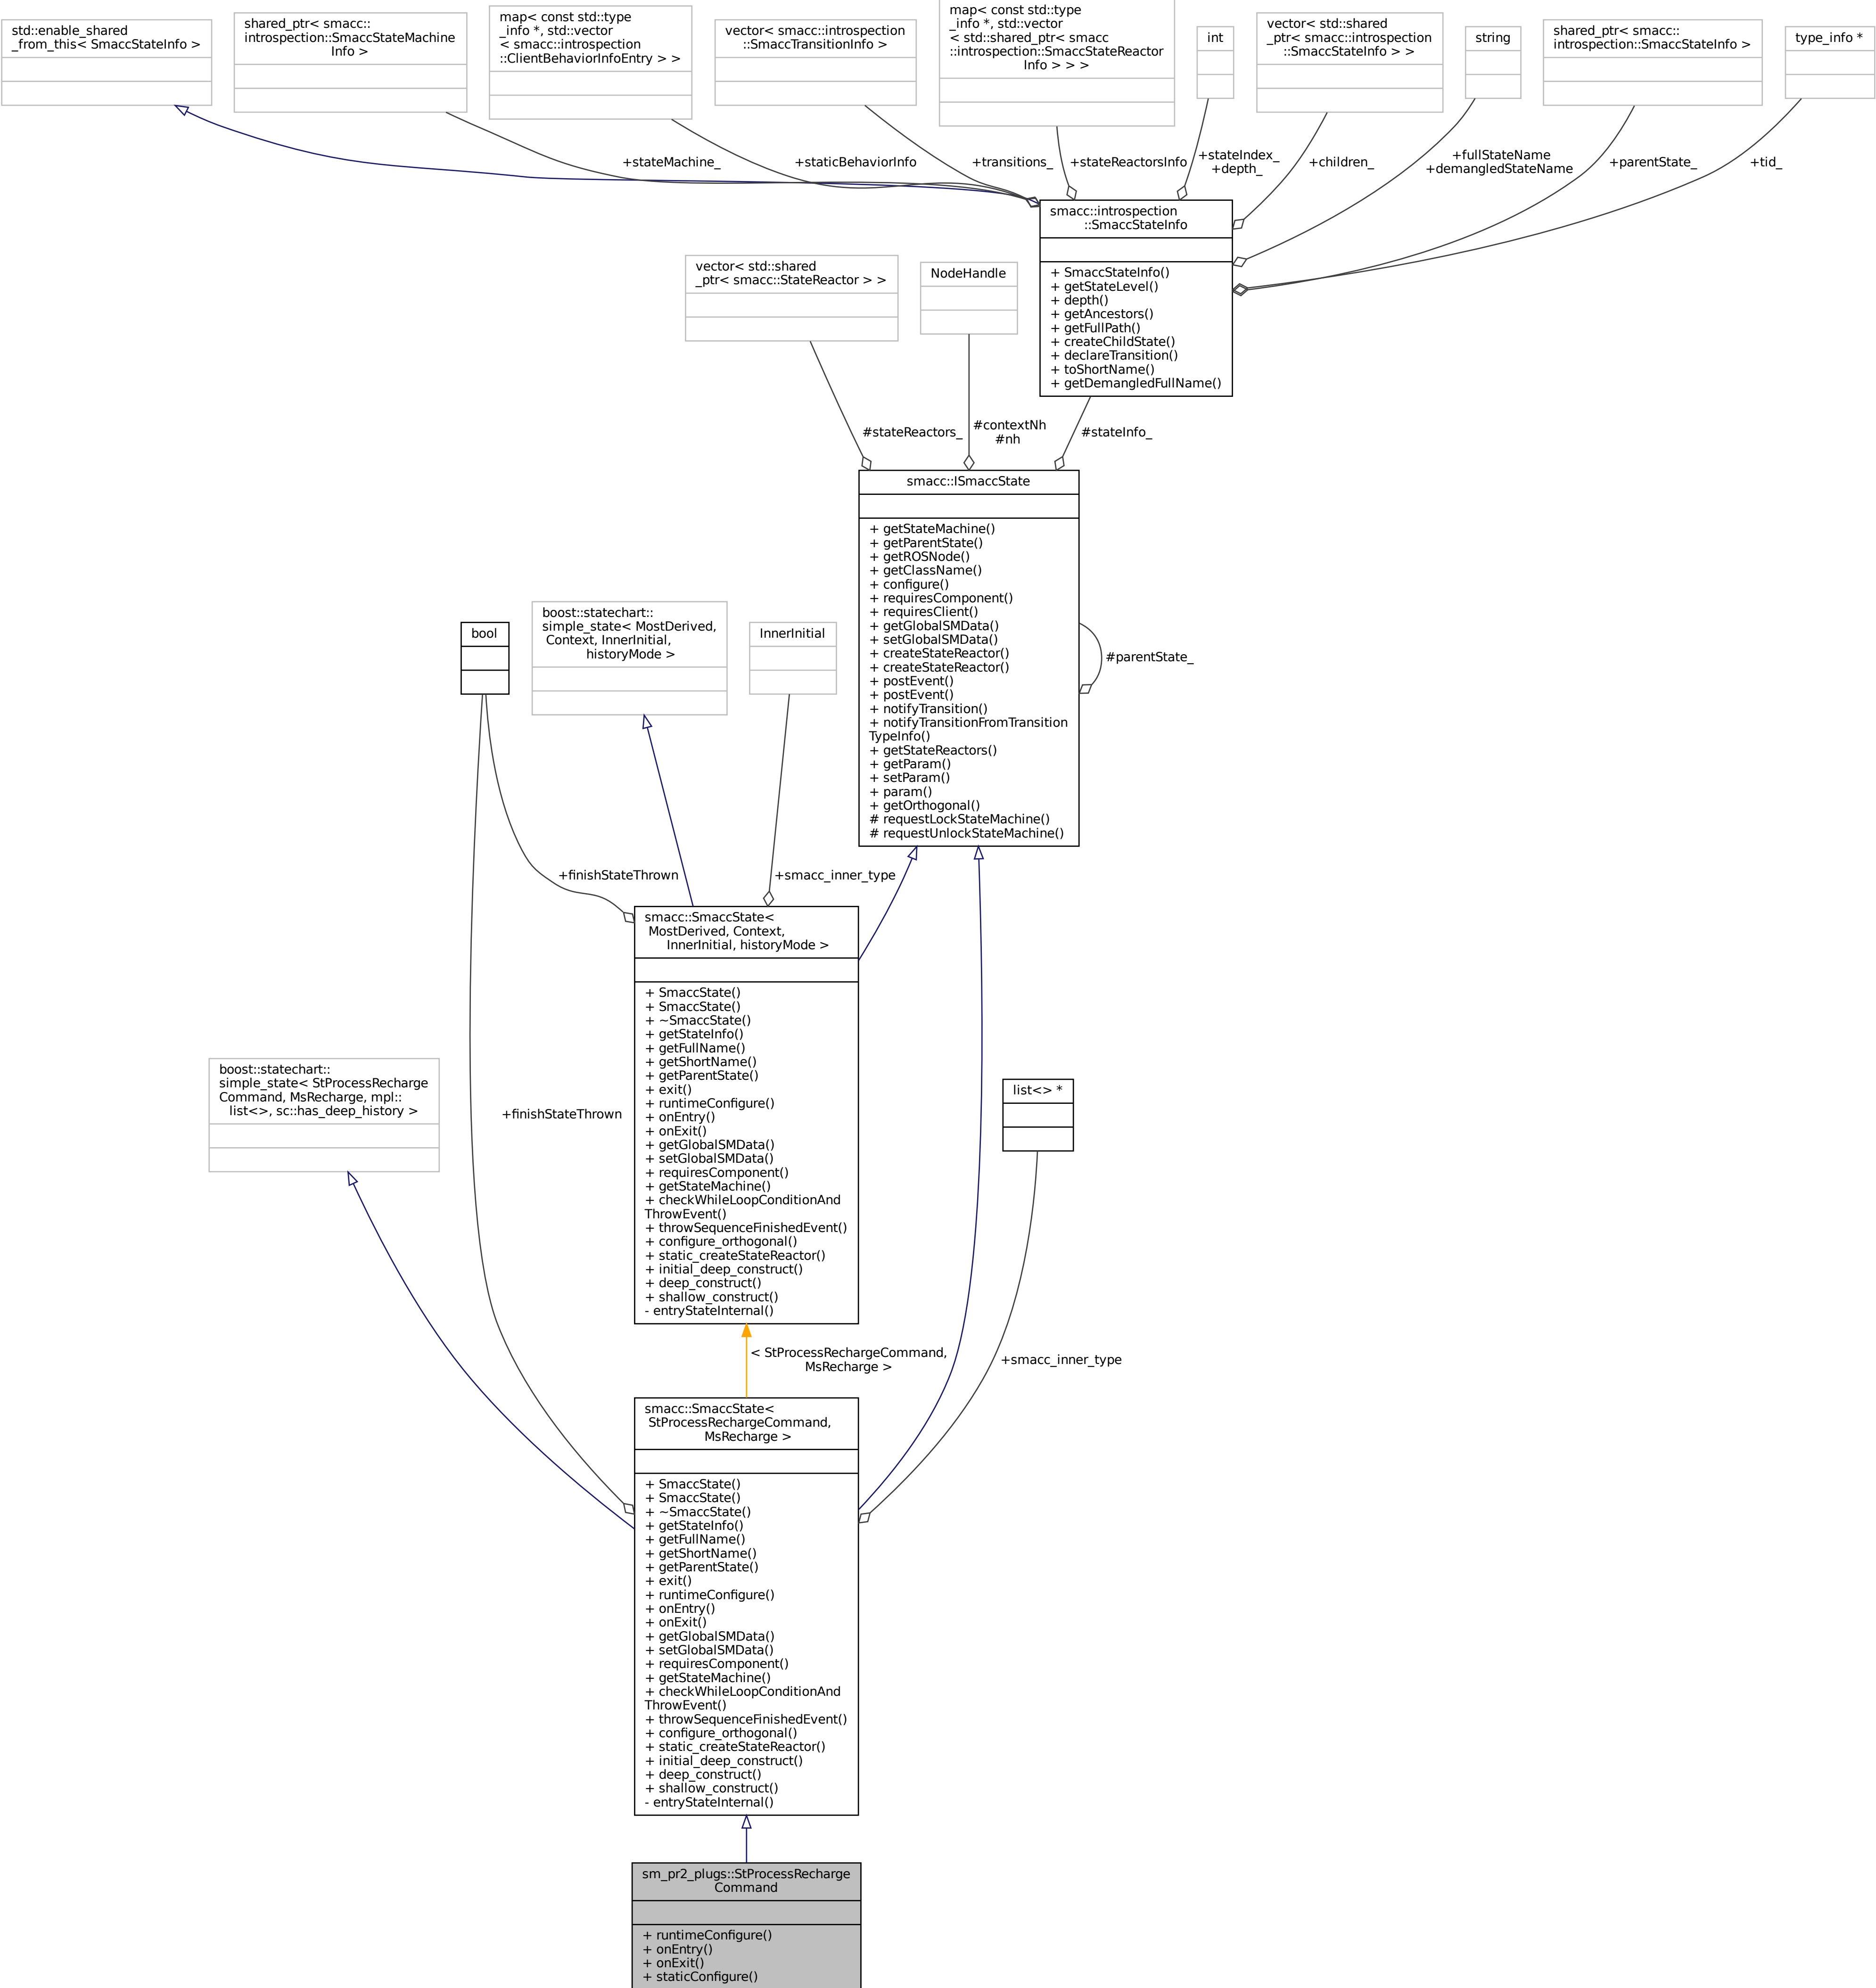 std::enable_shared
_from_this< SmaccStateInfo >
shared_ptr< smacc::
introspection::SmaccStateMachine
Info >
map< const std::type
_info *, std::vector
< smacc::introspection
::ClientBehaviorInfoEntry > >
vector< smacc::introspection
::SmaccTransitionInfo >
map< const std::type
_info *, std::vector
< std::shared_ptr< smacc
::introspection::SmaccStateReactor
Info > > >
int
vector< std::shared
_ptr< smacc::introspection
::SmaccStateInfo > >
string
shared_ptr< smacc::
introspection::SmaccStateInfo >
type_info *
+stateMachine_
+staticBehaviorInfo
+transitions_
+stateReactorsInfo
+stateIndex_
+depth_
+children_
+fullStateName
+demangledStateName
+parentState_
+tid_
smacc::introspection
::SmaccStateInfo
+ SmaccStateInfo()
+ getStateLevel()
+ depth()
+ getAncestors()
+ getFullPath()
+ createChildState()
+ declareTransition()
+ toShortName()
+ getDemangledFullName()
vector< std::shared
_ptr< smacc::StateReactor > >
NodeHandle
#stateReactors_
#contextNh
#nh
#stateInfo_
smacc::ISmaccState
+ getStateMachine()
+ getParentState()
+ getROSNode()
+ getClassName()
+ configure()
+ requiresComponent()
+ requiresClient()
+ getGlobalSMData()
+ setGlobalSMData()
+ createStateReactor()
+ createStateReactor()
+ postEvent()
+ postEvent()
+ notifyTransition()
+ notifyTransitionFromTransition
TypeInfo()
+ getStateReactors()
+ getParam()
+ setParam()
+ param()
+ getOrthogonal()
# requestLockStateMachine()
# requestUnlockStateMachine()
#parentState_
bool
boost::statechart::
simple_state< MostDerived,
Context, InnerInitial,
historyMode >
InnerInitial
+finishStateThrown
+smacc_inner_type
smacc::SmaccState<
MostDerived, Context,
InnerInitial, historyMode >
+ SmaccState()
+ SmaccState()
+ ~SmaccState()
+ getStateInfo()
+ getFullName()
+ getShortName()
+ getParentState()
+ exit()
+ runtimeConfigure()
+ onEntry()
+ onExit()
+ getGlobalSMData()
+ setGlobalSMData()
+ requiresComponent()
+ getStateMachine()
+ checkWhileLoopConditionAnd
ThrowEvent()
+ throwSequenceFinishedEvent()
+ configure_orthogonal()
+ static_createStateReactor()
+ initial_deep_construct()
+ deep_construct()
+ shallow_construct()
- entryStateInternal()
boost::statechart::
simple_state< StProcessRecharge
Command, MsRecharge, mpl::
list<>, sc::has_deep_history >
+finishStateThrown
list<> *
< StProcessRechargeCommand,
MsRecharge >
+smacc_inner_type
smacc::SmaccState<
StProcessRechargeCommand,
MsRecharge >
+ SmaccState()
+ SmaccState()
+ ~SmaccState()
+ getStateInfo()
+ getFullName()
+ getShortName()
+ getParentState()
+ exit()
+ runtimeConfigure()
+ onEntry()
+ onExit()
+ getGlobalSMData()
+ setGlobalSMData()
+ requiresComponent()
+ getStateMachine()
+ checkWhileLoopConditionAnd
ThrowEvent()
+ throwSequenceFinishedEvent()
+ configure_orthogonal()
+ static_createStateReactor()
+ initial_deep_construct()
+ deep_construct()
+ shallow_construct()
- entryStateInternal()
sm_pr2_plugs::StProcessRecharge
Command
+ runtimeConfigure()
+ onEntry()
+ onExit()
+ staticConfigure()